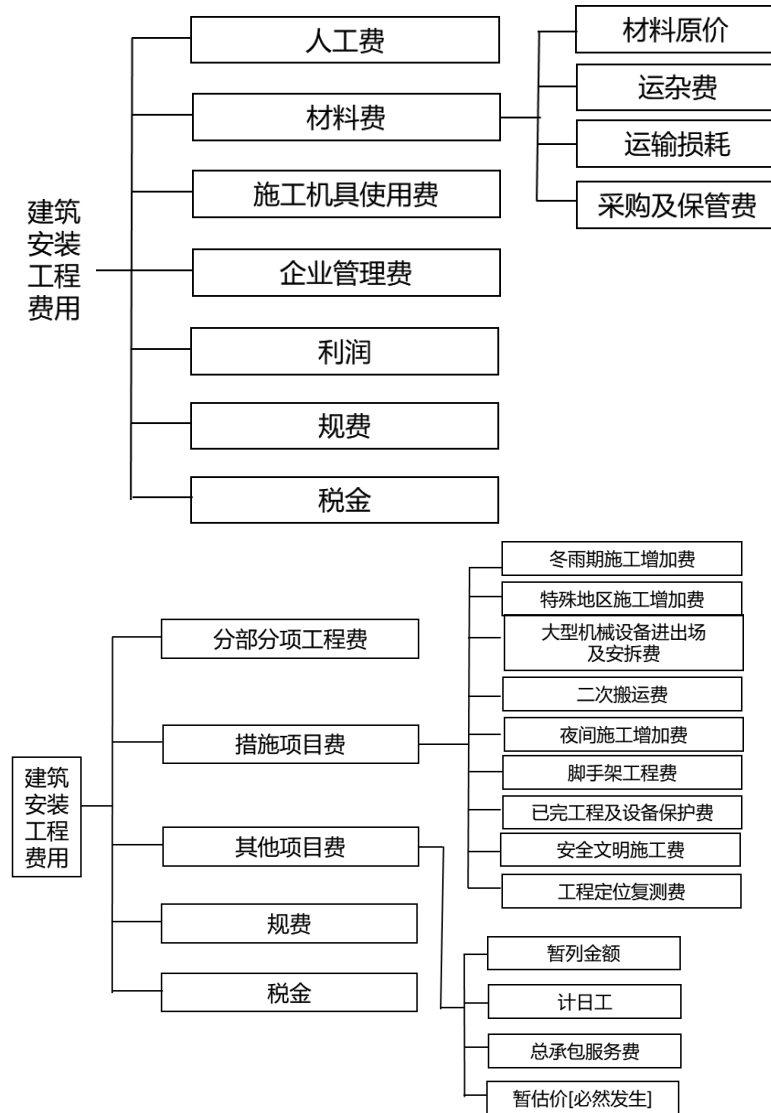 建筑
安装
工程
费用
人工费
材料费
施工机具使用费
企业管理费
利润
规费
税金
材料原价
运杂费
运输损耗
采购及保管费
建筑
安装
工程
费用
分部分项工程费
措施项目费
其他项目费
规费
税金
冬雨期施工增加费
特殊地区施工增加费
大型机械设备进出场
及安拆费
二次搬运费
夜间施工增加费
脚手架工程费
已完工程及设备保护费
安全文明施工费
工程定位复测费
暂列金额
计日工
总承包服务费
暂估价[必然发生]